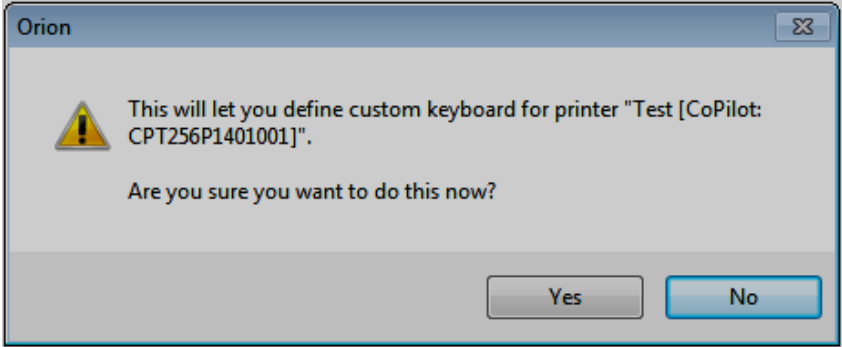 Orion
This will let you define custom keyboard for printer "Test [CoPilot:
CPT256P1401001]".
Are you sure you want to do this now?
Yes
No